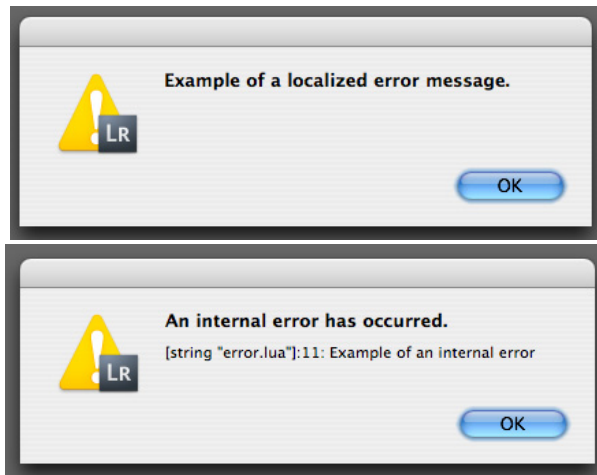 Example of a localized error message.
LR
OK
An internal error has occurred.
[string "error.lua"]:11: Example of an internal error
LR
OK